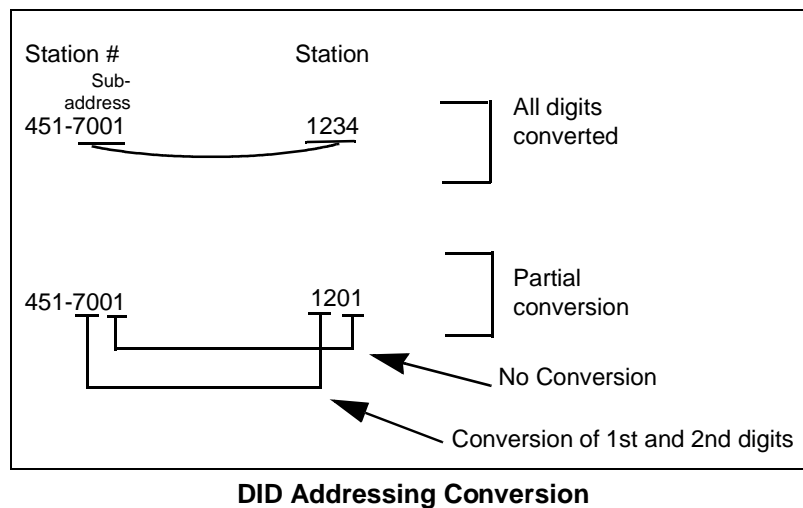 Station #
Station
Sub-
address
451-7001
1234
All digits
converted
451-7001
1201
Partial
conversion
No Conversion
Conversion of 1st and 2nd digits
DID Addressing Conversion